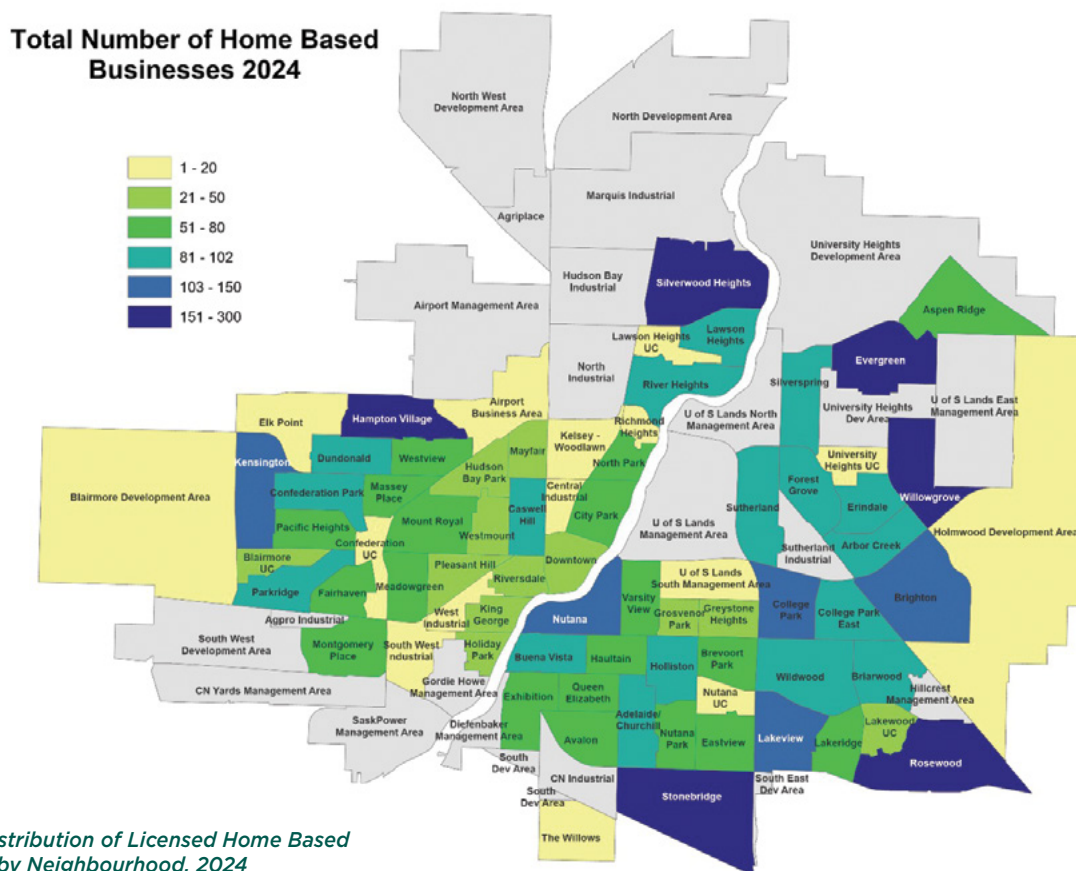 Total Number of Home Based
Businesses 2024
1 - 20
21 - 50
51 - 80
81 - 102
103 - 150
151 - 300
North West
Development Area
North Development Area
Marquis Industrial
Agriplace
University Heights
Development Area
Hudson Bay
Industrial
Silverwood Heights
Airport Management Area
Aspen Ridge
Lawson Heights
UC
Lawson
Heights
Evergreen
North
Industrial
River Heights
Silverspring
U of S Lands East
Management Area
Airport
Business Area
University Heights
Dev Area
U of S Lands North
Management Area
Elk Point
Hampton Village
Richmond
Heights
Kelsey -
Woodlawn
Kensington
Dundonald
Westview
Hudson
Bay Park
Mayfair
North Park
University
Heights UC
Blairmore Development Area
Confederation Park
Massey
Place
Central
Industrial
Forest
Grove
Willowgrove
Holmwood Development Area
Pacific Heights
Mount Royal
Caswell
Hill
City Park
Sutherland
Erindale
U of S Lands
Management Area
Confederation
UC
Westmount
Arbor Creek
Sutherland
Industrial
Blairmore
UC
Pleasant Hill
Downtown
Parkridge
Fairhaven
Meadowgreen
Riversdale
U of S Lands
South Management Area
Varsity
View
Brighton
Agpro Industrial
West
Industrial
King
George
Nutana
Grosvenor
Park
Greystone
Heights
College
Park
College Park
East
South West
Development Area
Montgomery
Place
South West
Industrial
Holiday
Park
Buena Vista
Haultain
Holliston
Brevoort
Park
Wildwood
Briarwood
CN Yards Management Area
Gordie Howe
Management Area
Exhibition
Queen
Elizabeth
Nutana
UC
Hillcrest
Management Area
SaskPower
Management Area
Diefenbaker
Management Area
Adelaide/
Churchill
Nutana
Park
Eastview
Lakeview
Lakeridge
Lakewood
UC
Avalon
Rosewood
South
Dev Area
CN Industrial
South East
Dev Area
South
Dev Area
Stonebridge
The Willows
stribution of Licensed Home Based
by Neighbourhood, 2024